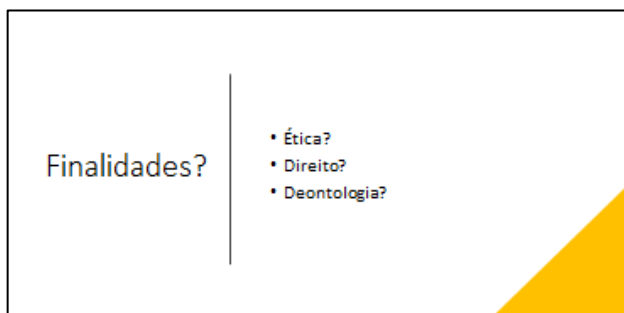 Finalidades?
• Ética?
• Direito?
• Deontologia?